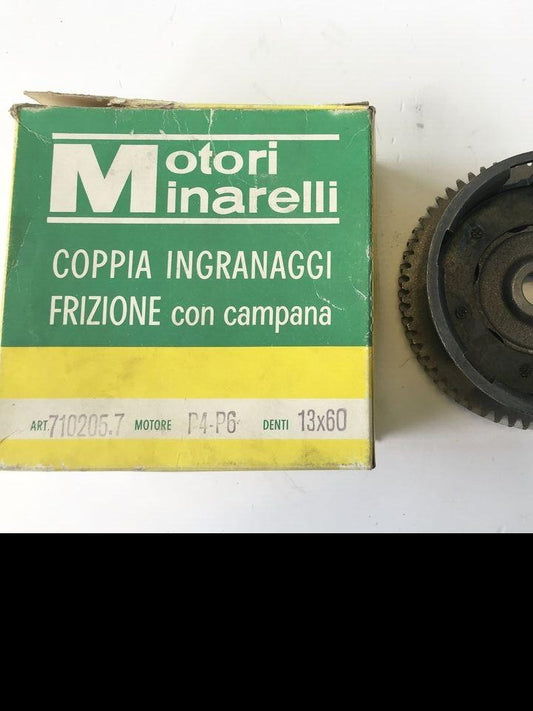 Motori
Minarelli
COPPIA INGRANAGGI
FRIZIONE con campana
ART. 710205.7 MOTORE P4-P6 DENTI 13x60